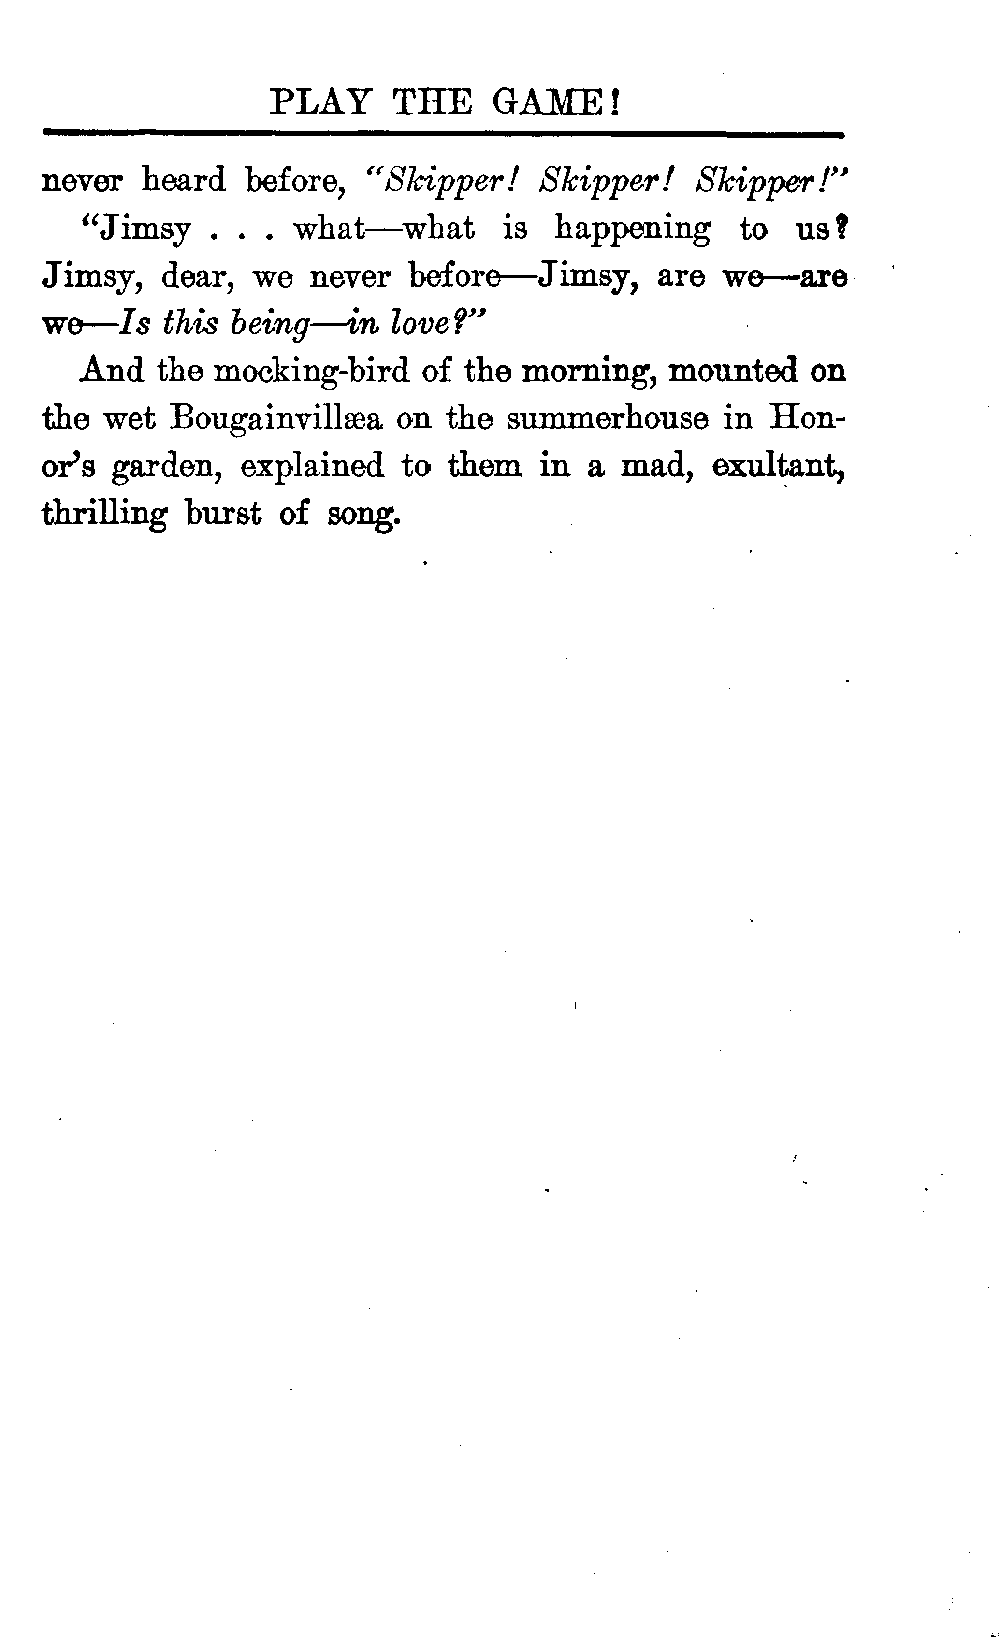 PLAY THE GAME!
never heard before, "Skipper! Skipper! Skipper!"
"Jimsy . . . what—what is happening to us?
Jimsy, dear, we never before—Jimsy, are we—are
we—Is this being—in love?"
And the mocking-bird of the morning, mounted on
the wet Bougainvillæa on the summerhouse in Hon-
or's garden, explained to them in a mad, exultant,
thrilling burst of song.